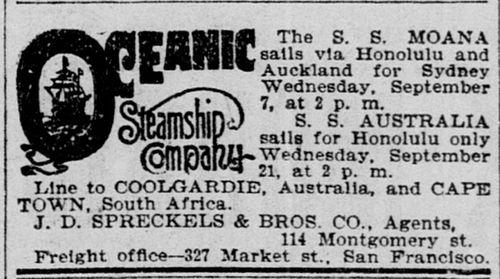 OCEANIC
Steamship
Company
The S. S. MOANA
sails via Honolulu and
Auckland for Sydney
Wednesday, September
7, at 2 p. m.
S. S. AUSTRALIA
sails for Honolulu only
Wednesday, September
21, at 2 p. m.
Line to COOLGARDIE, Australia, and CAPE
TOWN, South Africa.
J. D. SPRECKELS & BROS. CO., Agents,
114 Montgomery st.
Freight office--327 Market st., San Francisco.